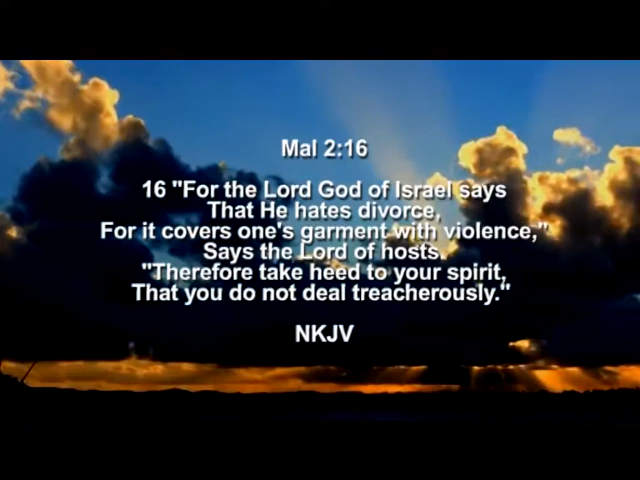 Mal 2:16
16 "For the Lord God of Israel says
That He hates divorce,
For it covers one's garment with violence,"
Says the Lord of hosts.
"Therefore take heed to your spirit,
That you do not deal treacherously."
NKJV